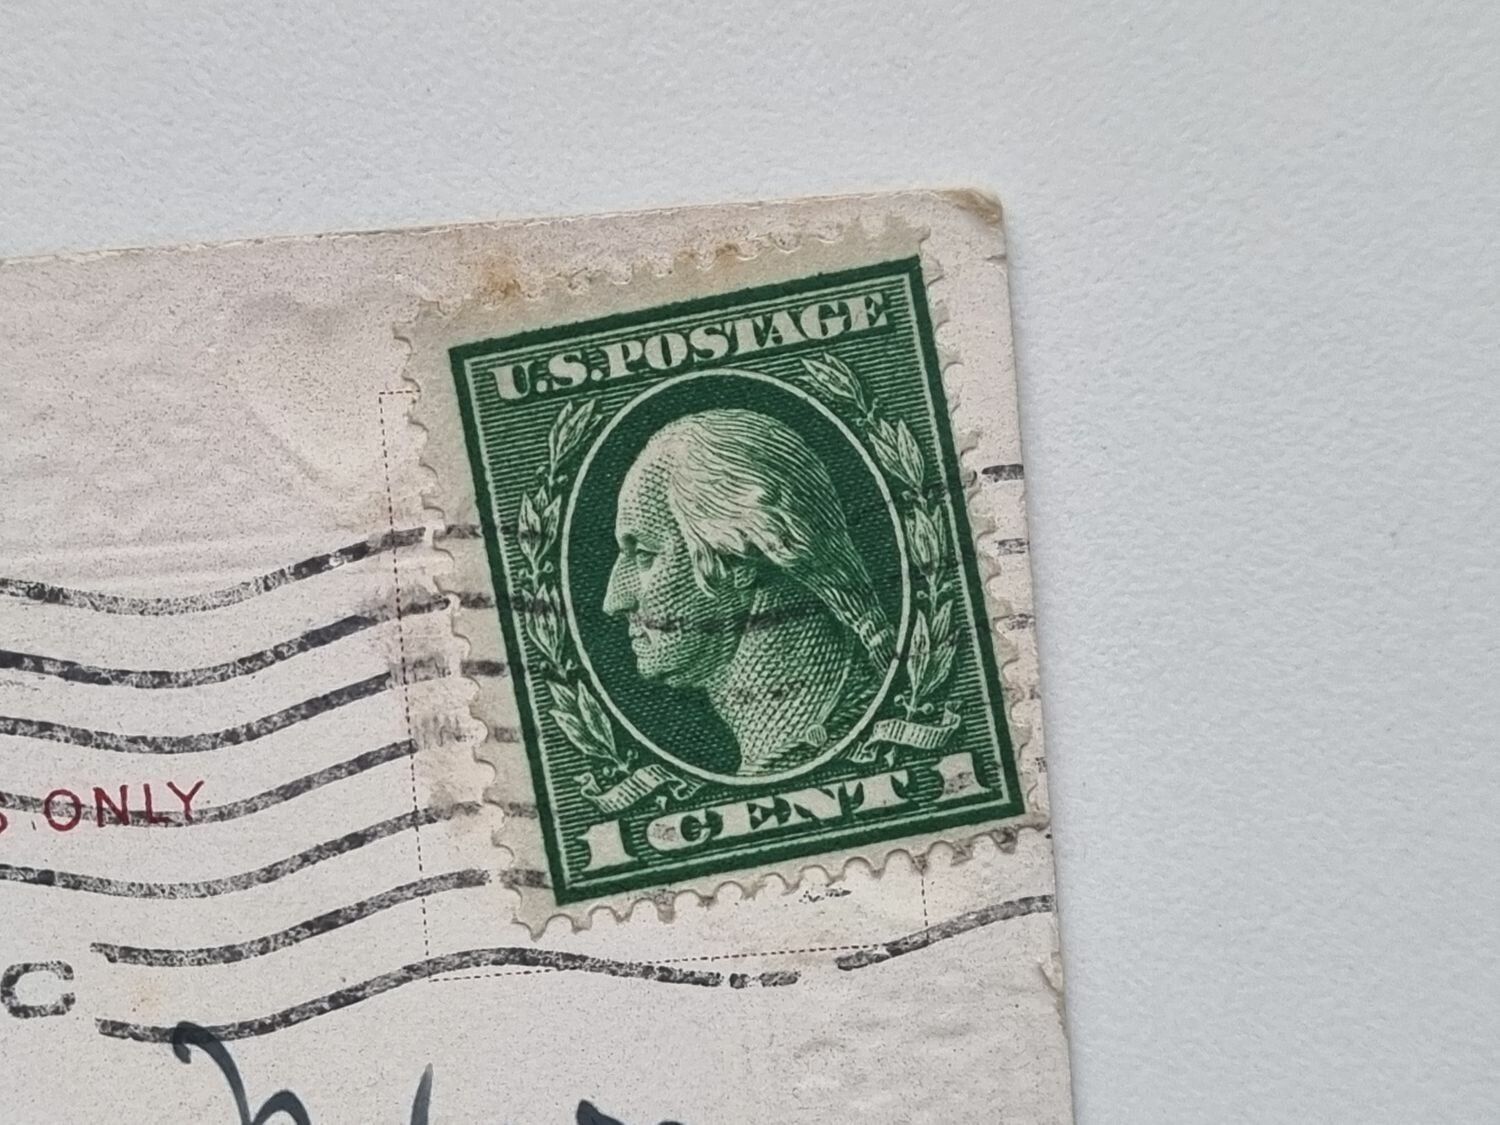 U.S. POSTAGE
1 CENT 1
ONLY
C